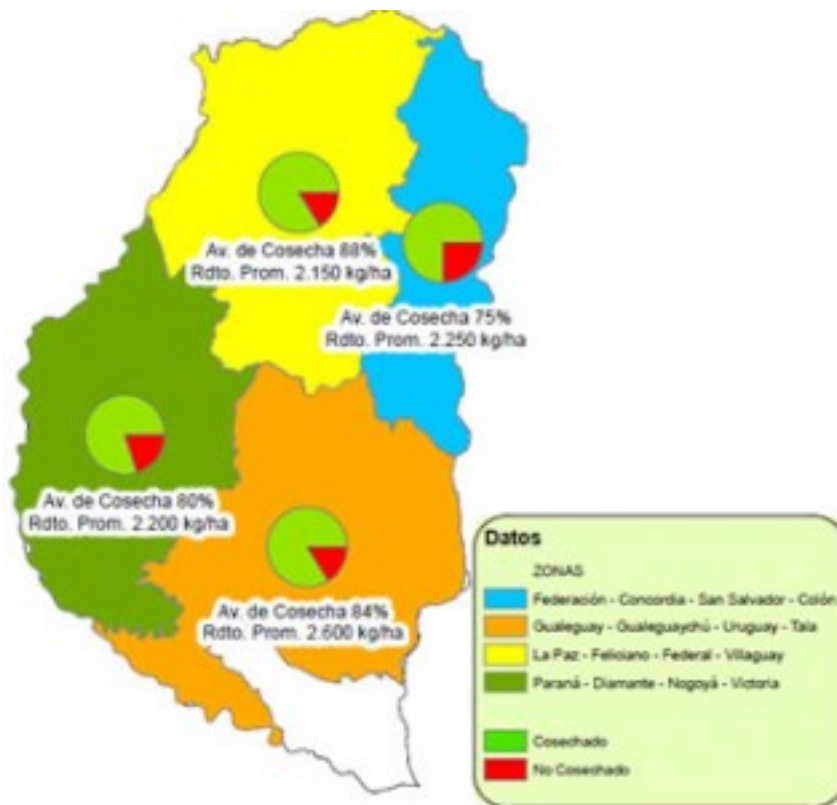 Av. de Cosecha 88%
Rdto. Prom. 2.150 kg/ha
Av. de Cosecha 75%
Rdto. Prom. 2.250 kg/ha
Av. de Cosecha 80%
Rdto. Prom. 2.200 kg/ha
Av. de Cosecha 84%
Rdto. Prom. 2.600 kg/ha
Datos
ZONAS
Federación - Concordia - San Salvador - Colón
Gualeguay - Gualeguaychú - Uruguay - Tala
La Paz - Feliciano - Federal - Villaguay
Paraná - Diamante - Nogoyá - Victoria
Cosechado
No Cosechado